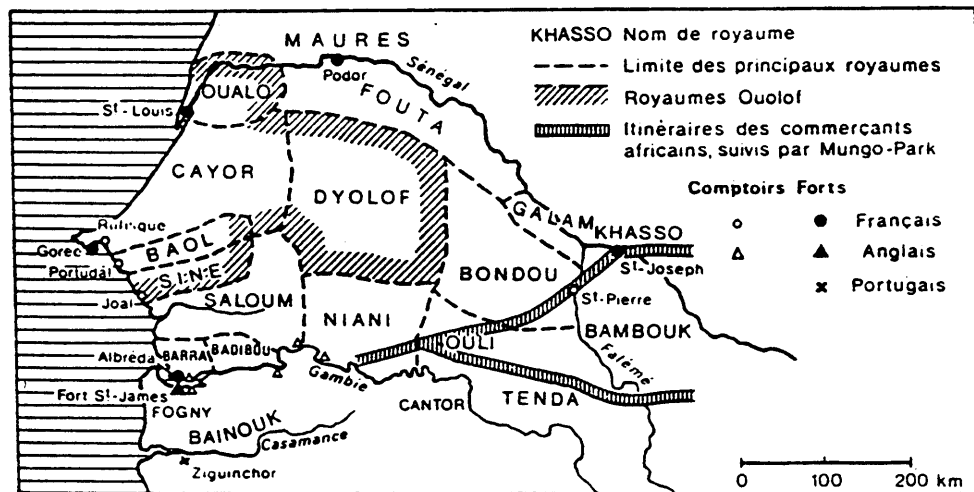 MAURES
Podor
Sénégal
OUALO
St-Louis
FOUTA
CAYOR
DYOLOF
GALAM
KHASSO
Rufisque
Gorée
BAOL
Portudal
SINE
Joal
SALOUM
BONDOU
St-Joseph
St-Pierre
NIANI
BAMBOUK
OULI
Falémé
Albréda
BARRA
BADIBOU
Gambie
Fort St-James
FOGNY
CANTOR
TENDA
BAINOUK
Casamance
Ziguinchor
KHASSO Nom de royaume
Limite des principaux royaumes
Royaumes Ouolof
Itinéraires des commerçants
africains, suivis par Mungo-Park
Comptoirs Forts
Français
Anglais
Portugais
0 100 200 km